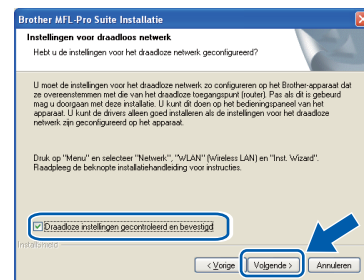 Brother MFL-Pro Suite Installatie
Instellingen voor draadloos netwerk
Hebt u de instellingen voor het draadloze netwerk geconfigureerd?
U moet de instellingen voor het draadloze netwerk zo configureren op het Brother-apparaat dat
ze overeenstemmen met die van het draadloze toegangspunt (router). Pas als dit is gebeurd
mag u doorgaan met deze installatie. U kunt dit doen op het bedieningspaneel van het
apparaat. U kunt de drivers alleen goed installeren als de instellingen voor het draadloze
netwerk zijn geconfigureerd op het apparaat.
Druk op "Menu" en selecteer "Netwerk", "WLAN" (Wireless LAN) en "Inst. Wizard".
Raadpleeg de beknopte installatiehandleiding voor instructies.
Draadloze instellingen gecontroleerd en bevestigd
InstallShield
< Vorige
Volgende >
Annuleren